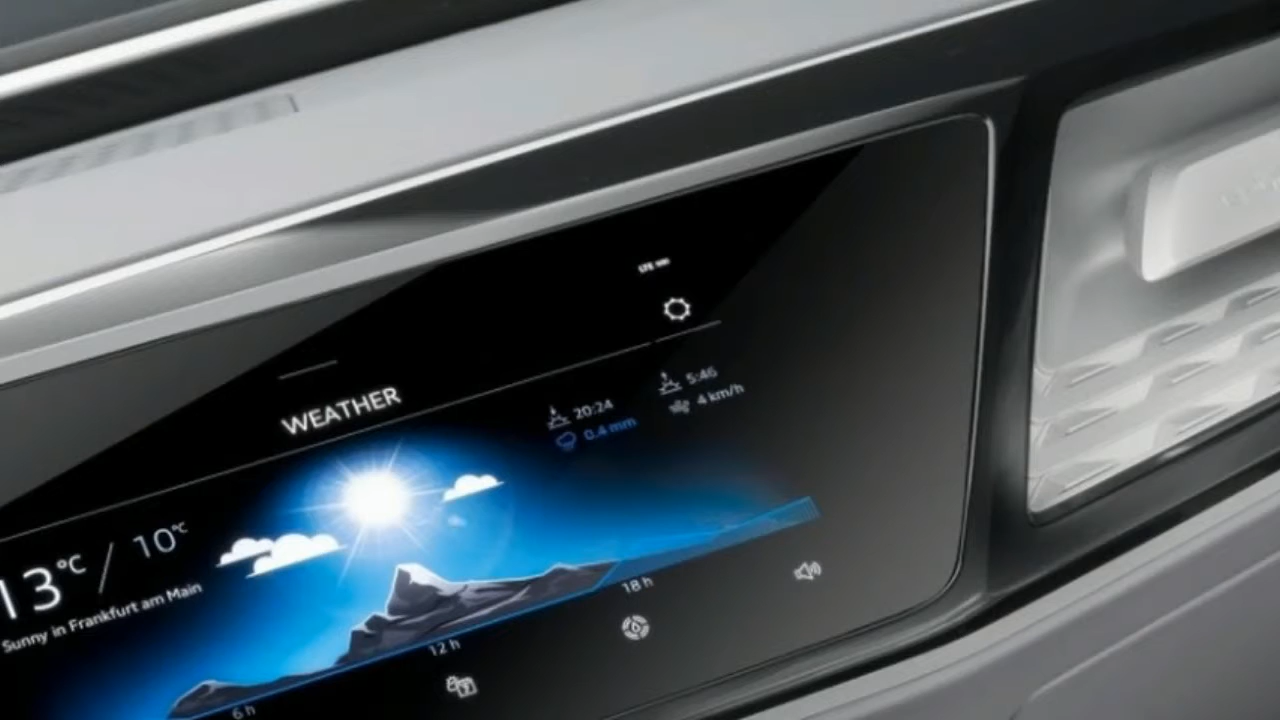 WEATHER
20:24
5:46
0.4 mm
4 km/h
13°C / 10°C
Sunny in Frankfurt am Main
6 h
12 h
18 h